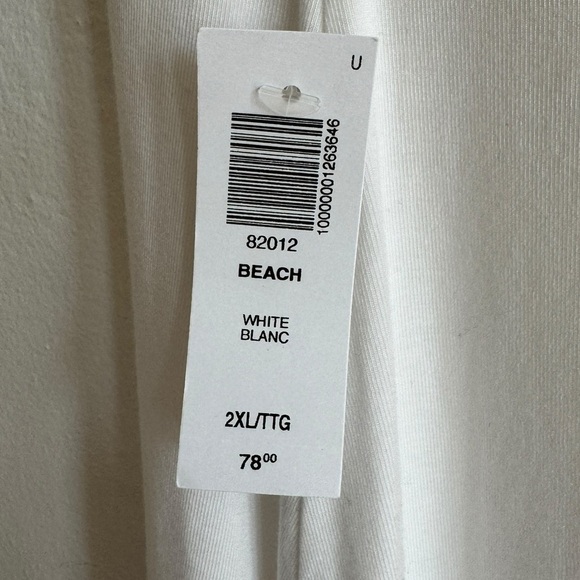 U
10000001263646
82012
BEACH
WHITE
BLANC
2XL/TTG
78⁰⁰